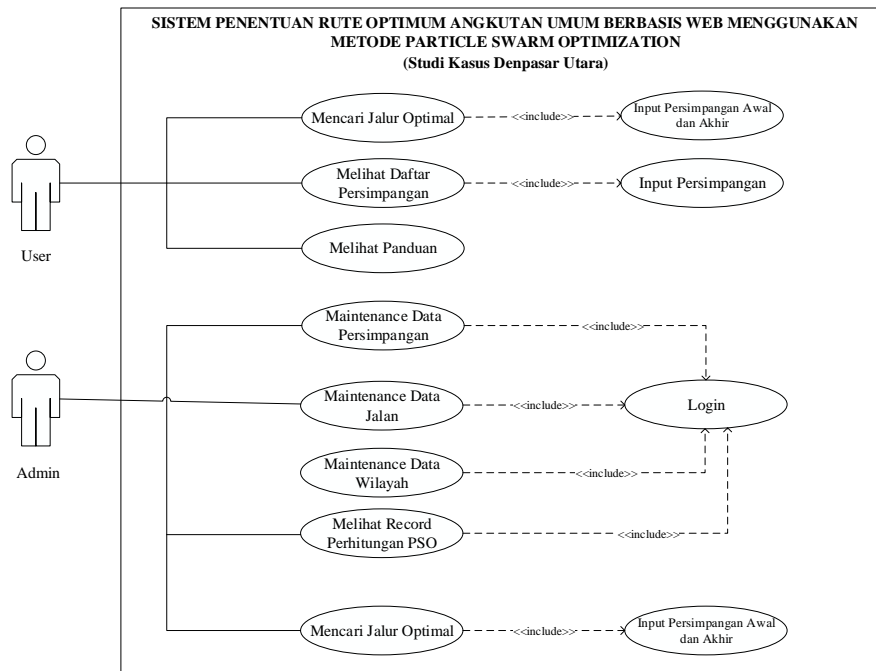 SISTEM PENENTUAN RUTE OPTIMUM ANGKUTAN UMUM BERBASIS WEB MENGGUNAKAN
METODE PARTICLE SWARM OPTIMIZATION
(Studi Kasus Denpasar Utara)
Mencari Jalur Optimal
<<include>>
Input Persimpangan Awal
dan Akhir
User
Melihat Daftar
Persimpangan
<<include>>
Input Persimpangan
Melihat Panduan
Maintenance Data
Persimpangan
<<include>>
Admin
Maintenance Data
Jalan
<<include>>
Login
Maintenance Data
Wilayah
<<include>>
Melihat Record
Perhitungan PSO
<<include>>
Mencari Jalur Optimal
<<include>>
Input Persimpangan Awal
dan Akhir